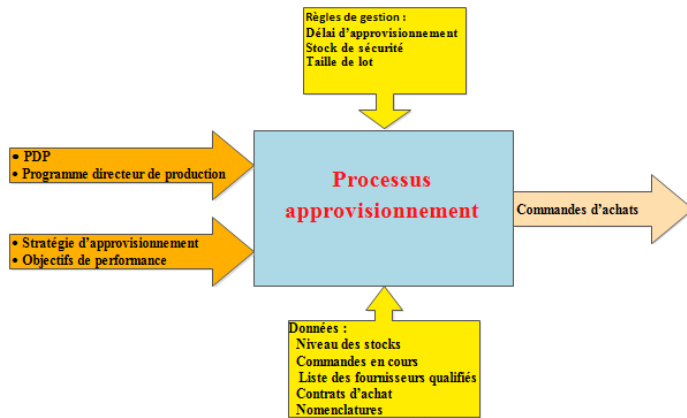 Règles de gestion :
Délai d'approvisionnement
Stock de sécurité
Taille de lot
• PDP
• Programme directeur de production
Processus
approvisionnement
Commandes d'achats
• Stratégie d'approvisionnement
• Objectifs de performance
Données :
Niveau des stocks
Commandes en cours
Liste des fournisseurs qualifiés
Contrats d'achat
Nomenclatures